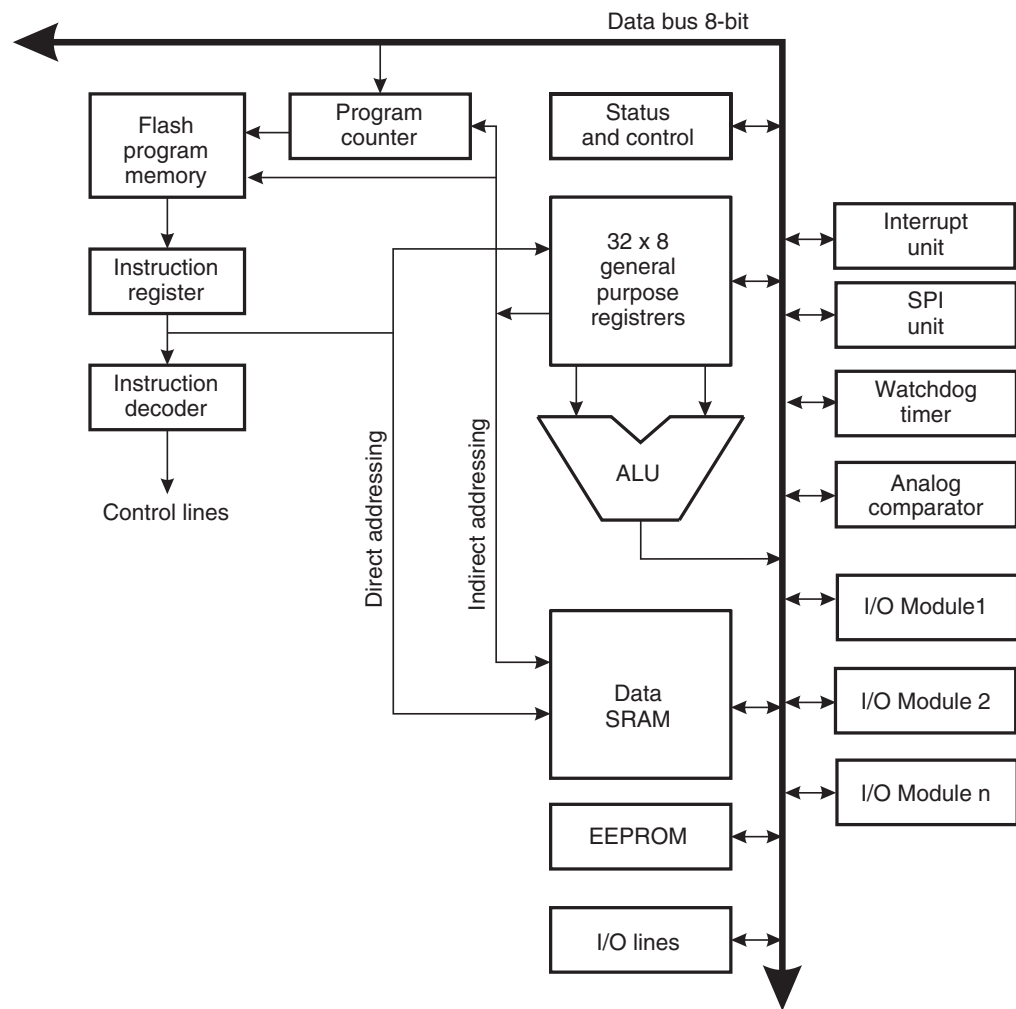 Data bus 8-bit
Flash
program
memory
Program
counter
Status
and control
Instruction
register
32 x 8
general
purpose
registrers
Interrupt
unit
SPI
unit
Instruction
decoder
Watchdog
timer
Control lines
Direct addressing
Indirect addressing
ALU
Analog
comparator
I/O Module1
Data
SRAM
I/O Module 2
I/O Module n
EEPROM
I/O lines